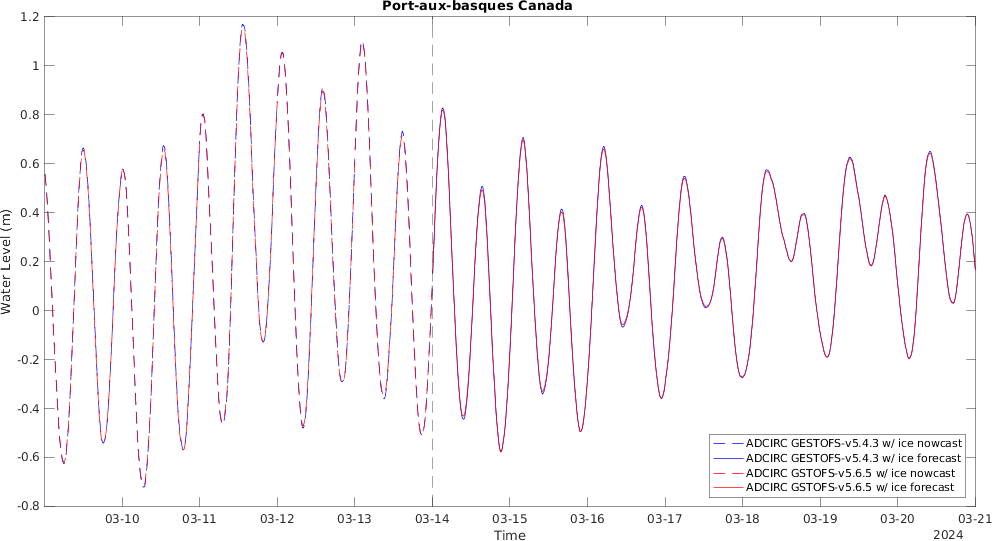 Port-aux-basques Canada
1.2
1
0.8
0.6
0.4
0.2
0
-0.2
-0.4
-0.6
-0.8
Water Level (m)
ADCIRC GESTOFS-v5.4.3 w/ ice nowcast
ADCIRC GESTOFS-v5.4.3 w/ ice forecast
ADCIRC GSTOFS-v5.6.5 w/ ice nowcast
ADCIRC GSTOFS-v5.6.5 w/ ice forecast
03-10 03-11 03-12 03-13 03-14 03-15 03-16 03-17 03-18 03-19 03-20 03-21
Time
2024